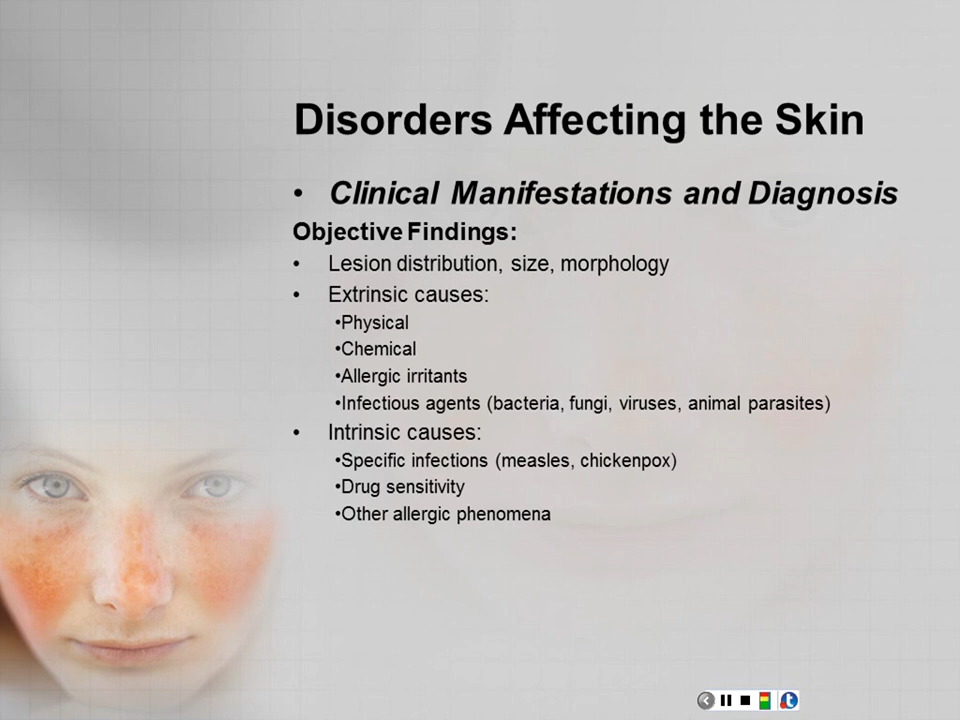 Disorders Affecting the Skin
• Clinical Manifestations and Diagnosis
Objective Findings:
• Lesion distribution, size, morphology
• Extrinsic causes:
•Physical
•Chemical
•Allergic irritants
•Infectious agents (bacteria, fungi, viruses, animal parasites)
• Intrinsic causes:
•Specific infections (measles, chickenpox)
•Drug sensitivity
•Other allergic phenomena
t